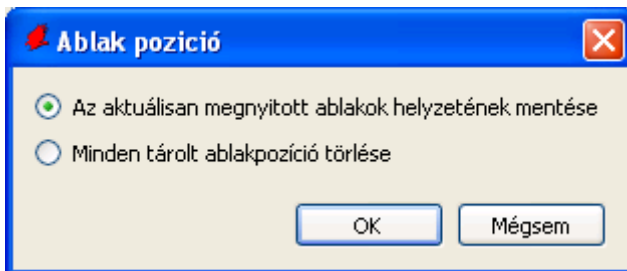 Ablak pozició
Az aktuálisan megnyitott ablakok helyzetének mentése
Minden tárolt ablakpozíció törlése
OK Mégsem